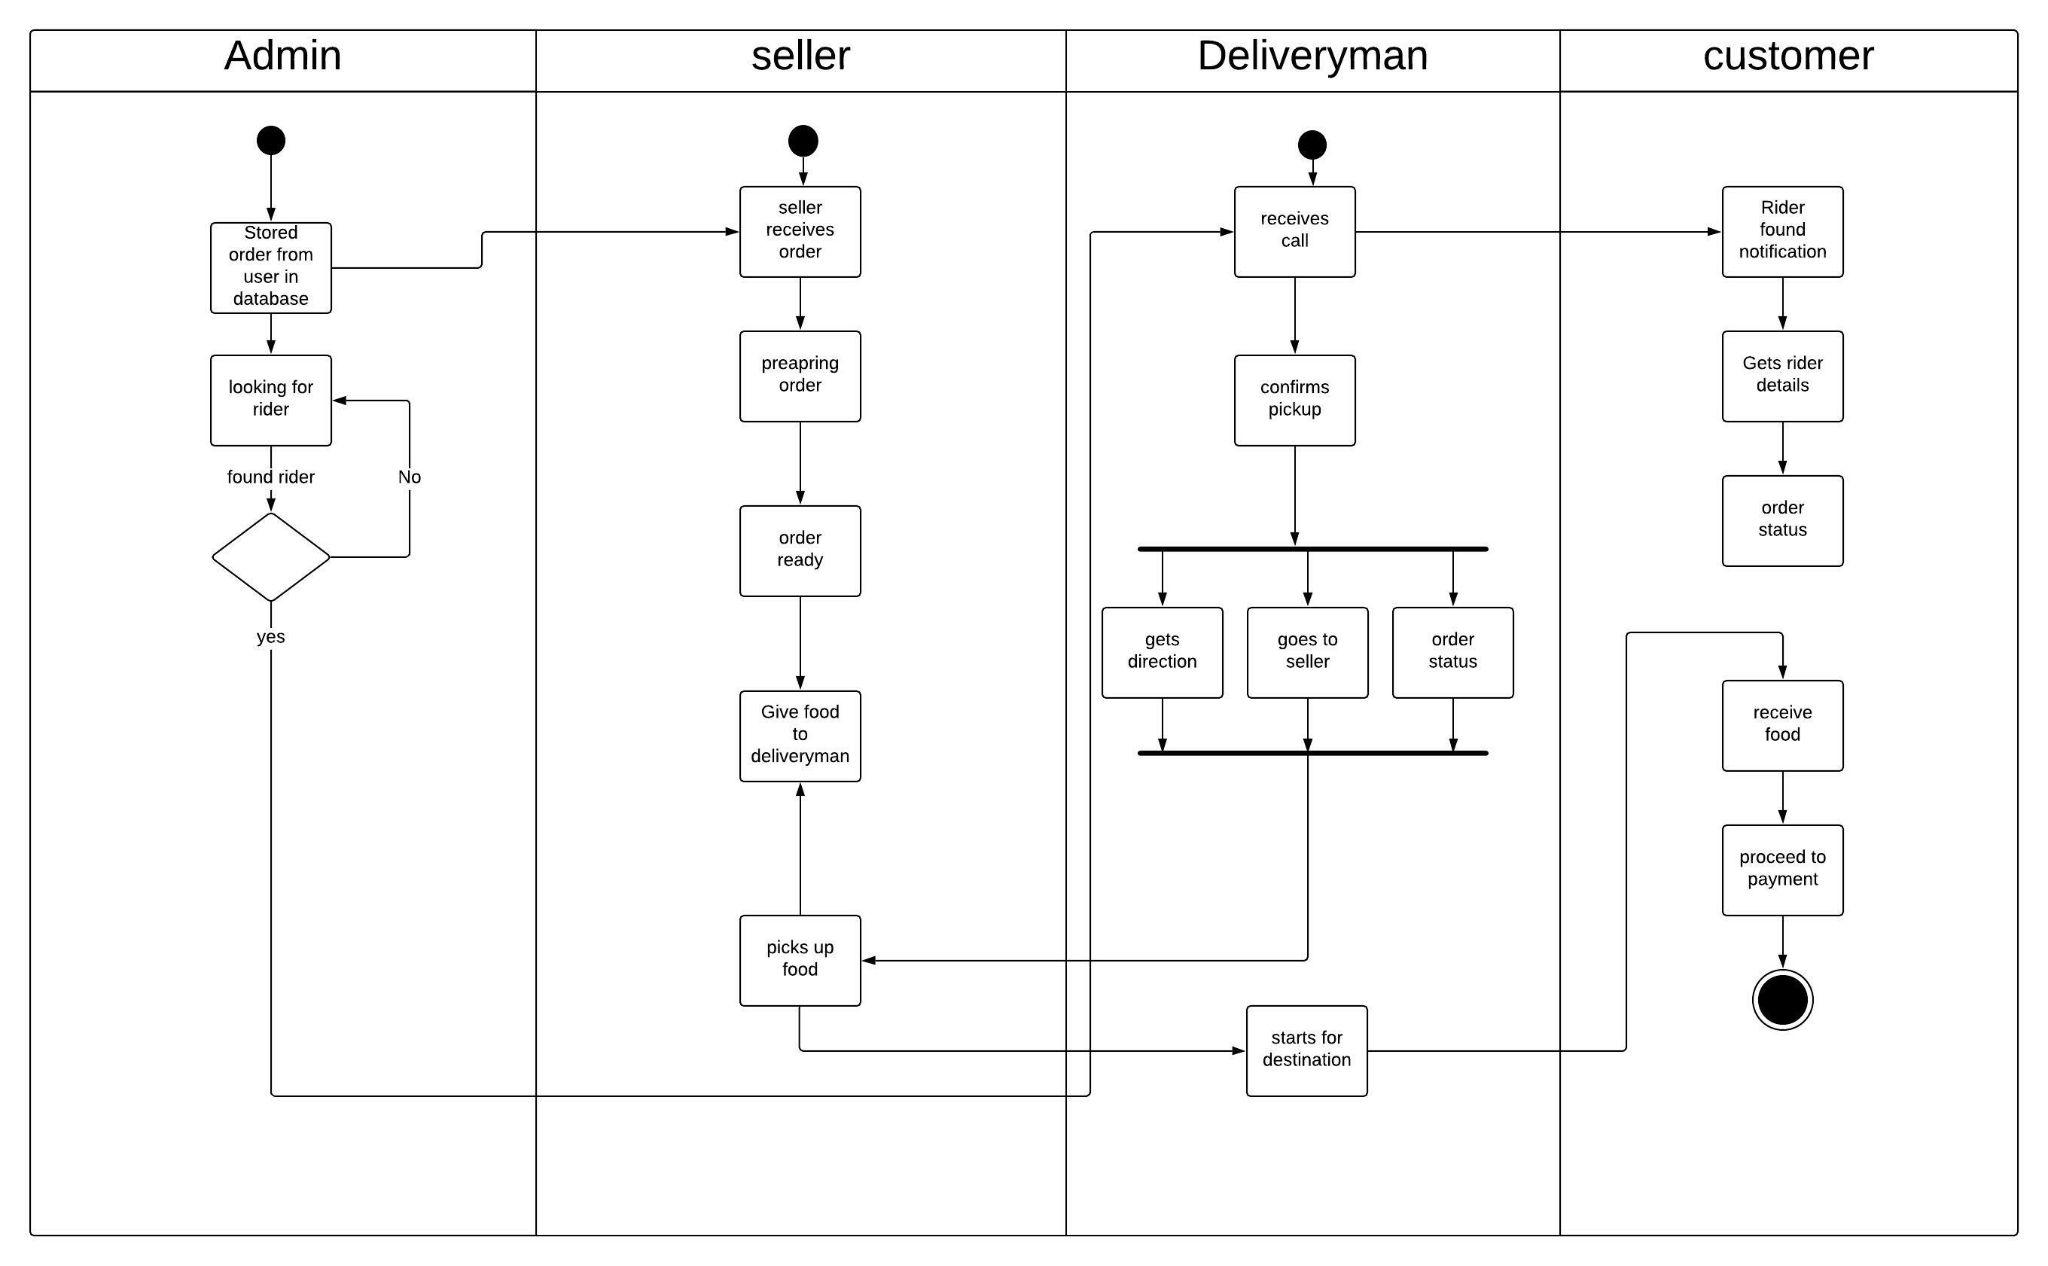 Admin
seller
Deliveryman
customer
Stored
order from
user in
database
looking for
rider
found rider
No
yes
seller
receives
order
preapring
order
order
ready
Give food
to
deliveryman
picks up
food
receives
call
confirms
pickup
gets
direction
goes to
seller
order
status
starts for
destination
Rider
found
notification
Gets rider
details
order
status
receive
food
proceed to
payment